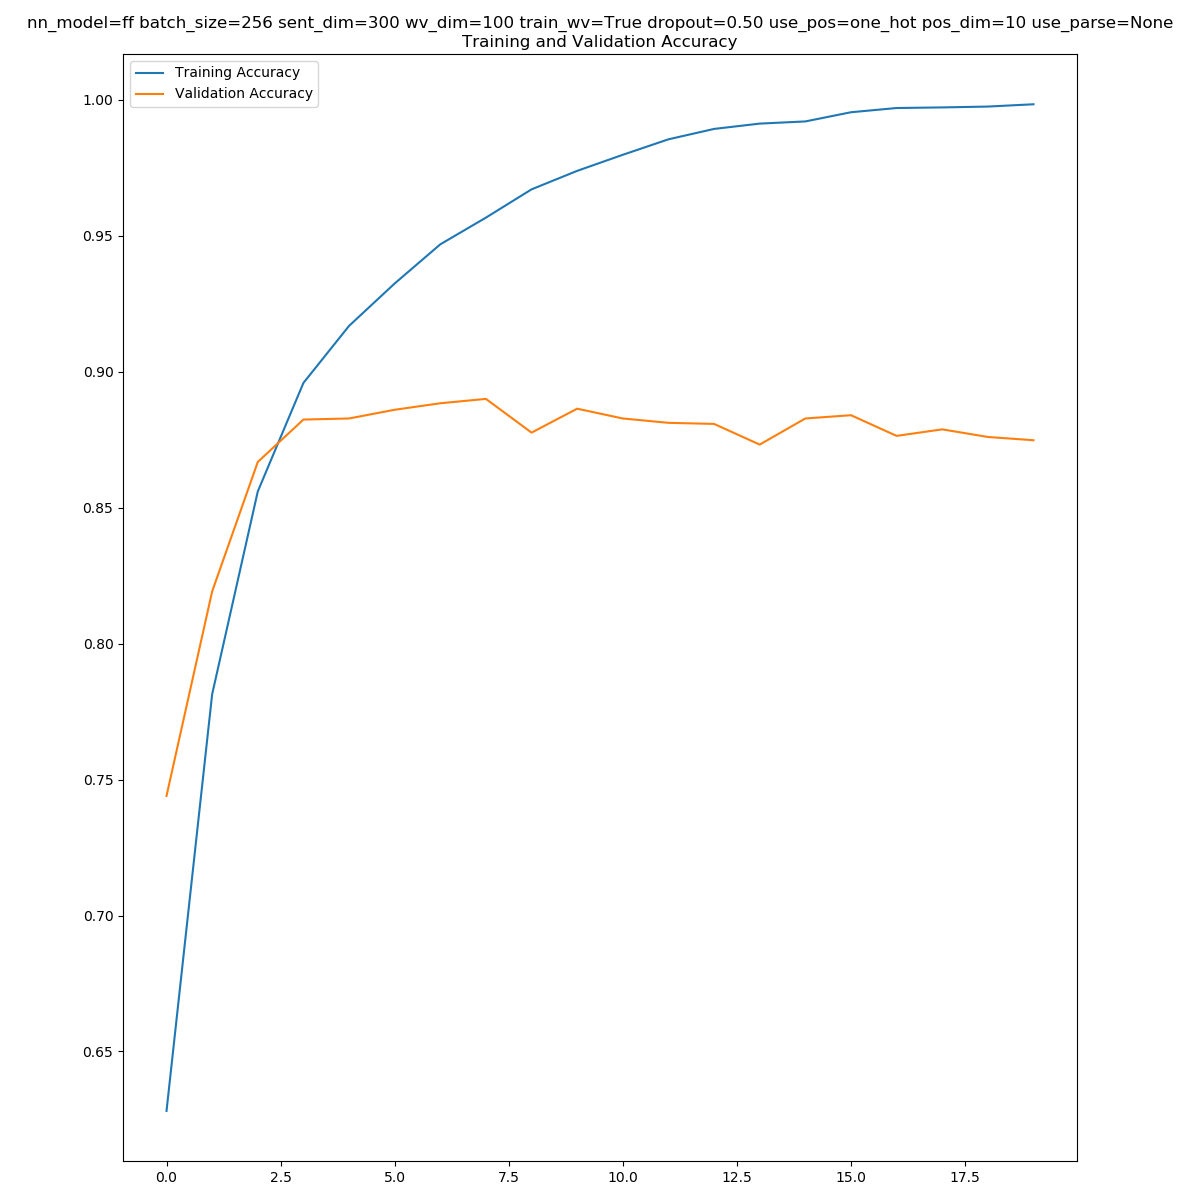 nn_model=ff batch_size=256 sent_dim=300 wv_dim=100 train_wv=True dropout=0.50 use_pos=one_hot pos_dim=10 use_parse=None
Training and Validation Accuracy
Training Accuracy
Validation Accuracy
1.00
0.95
0.90
0.85
0.80
0.75
0.70
0.65
0.0 2.5 5.0 7.5 10.0 12.5 15.0 17.5